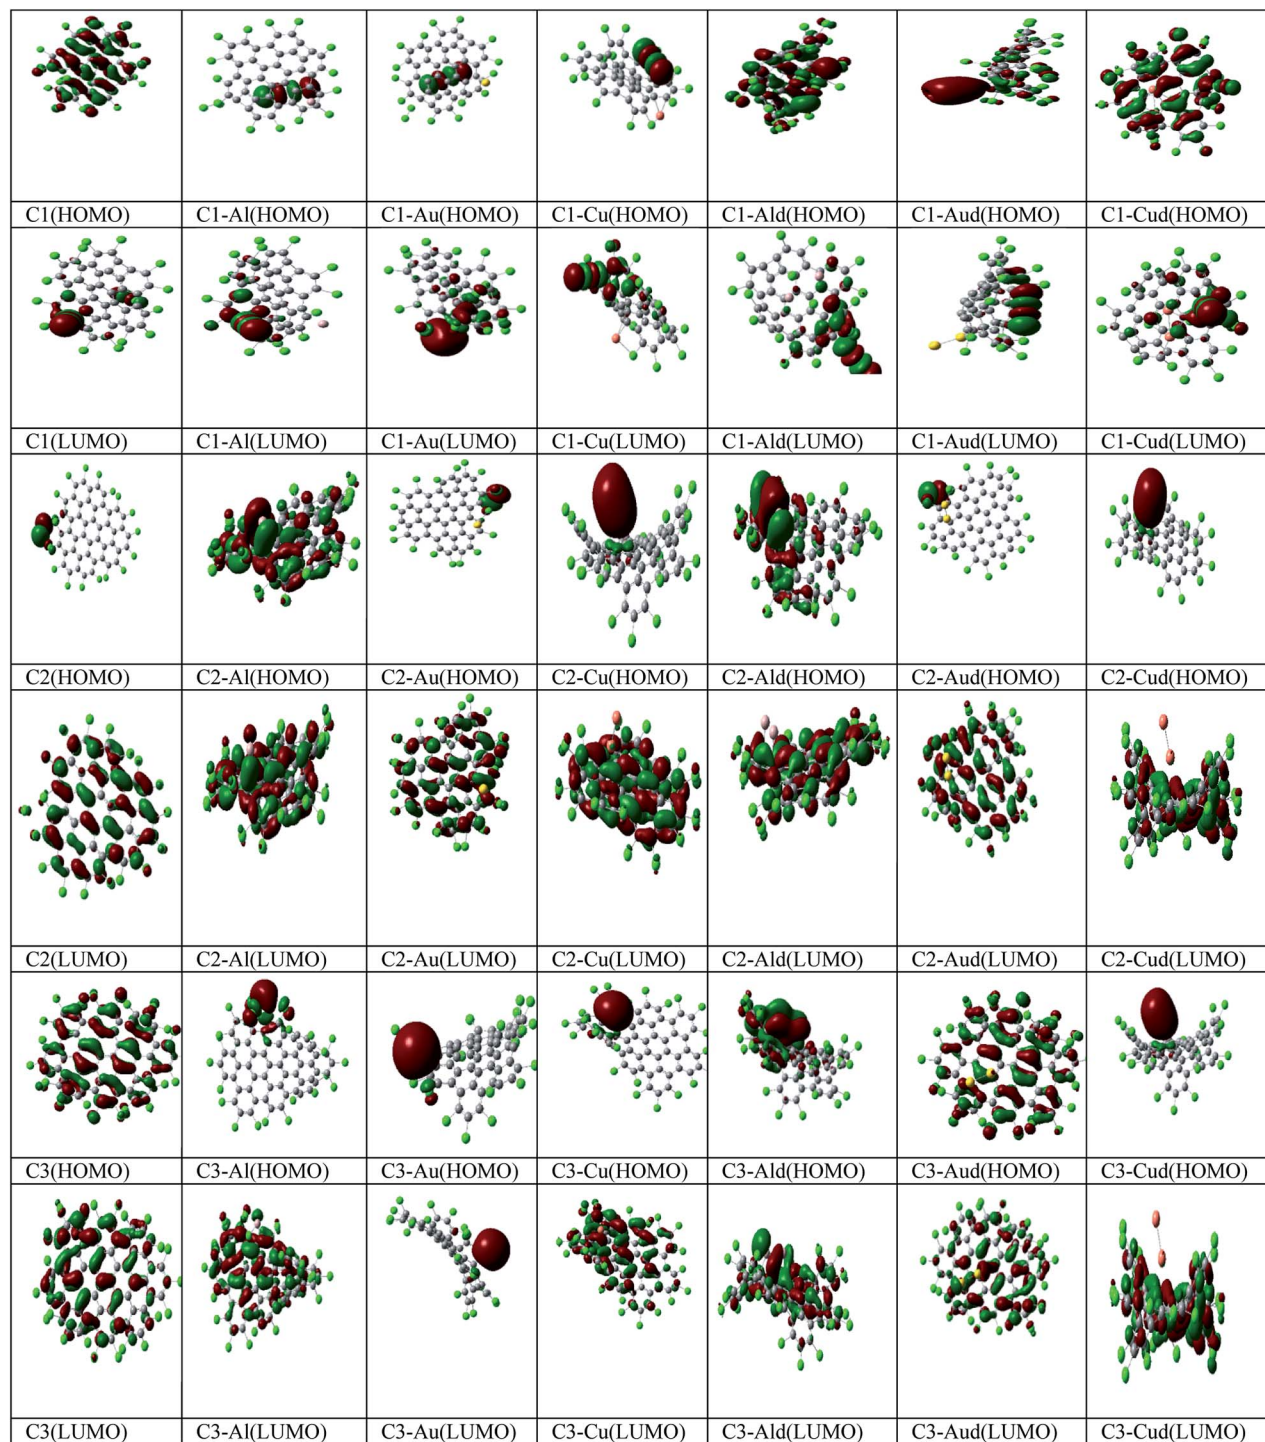 C1(HOMO) C1-Al(HOMO) C1-Au(HOMO) C1-Cu(HOMO) C1-Ald(HOMO) C1-Aud(HOMO) C1-Cud(HOMO)
C1(LUMO) C1-Al(LUMO) C1-Au(LUMO) C1-Cu(LUMO) C1-Ald(LUMO) C1-Aud(LUMO) C1-Cud(LUMO)
C2(HOMO) C2-Al(HOMO) C2-Au(HOMO) C2-Cu(HOMO) C2-Ald(HOMO) C2-Aud(HOMO) C2-Cud(HOMO)
C2(LUMO) C2-Al(LUMO) C2-Au(LUMO) C2-Cu(LUMO) C2-Ald(LUMO) C2-Aud(LUMO) C2-Cud(LUMO)
C3(HOMO) C3-Al(HOMO) C3-Au(HOMO) C3-Cu(HOMO) C3-Ald(HOMO) C3-Aud(HOMO) C3-Cud(HOMO)
C3(LUMO) C3-Al(LUMO) C3-Au(LUMO) C3-Cu(LUMO) C3-Ald(LUMO) C3-Aud(LUMO) C3-Cud(LUMO)